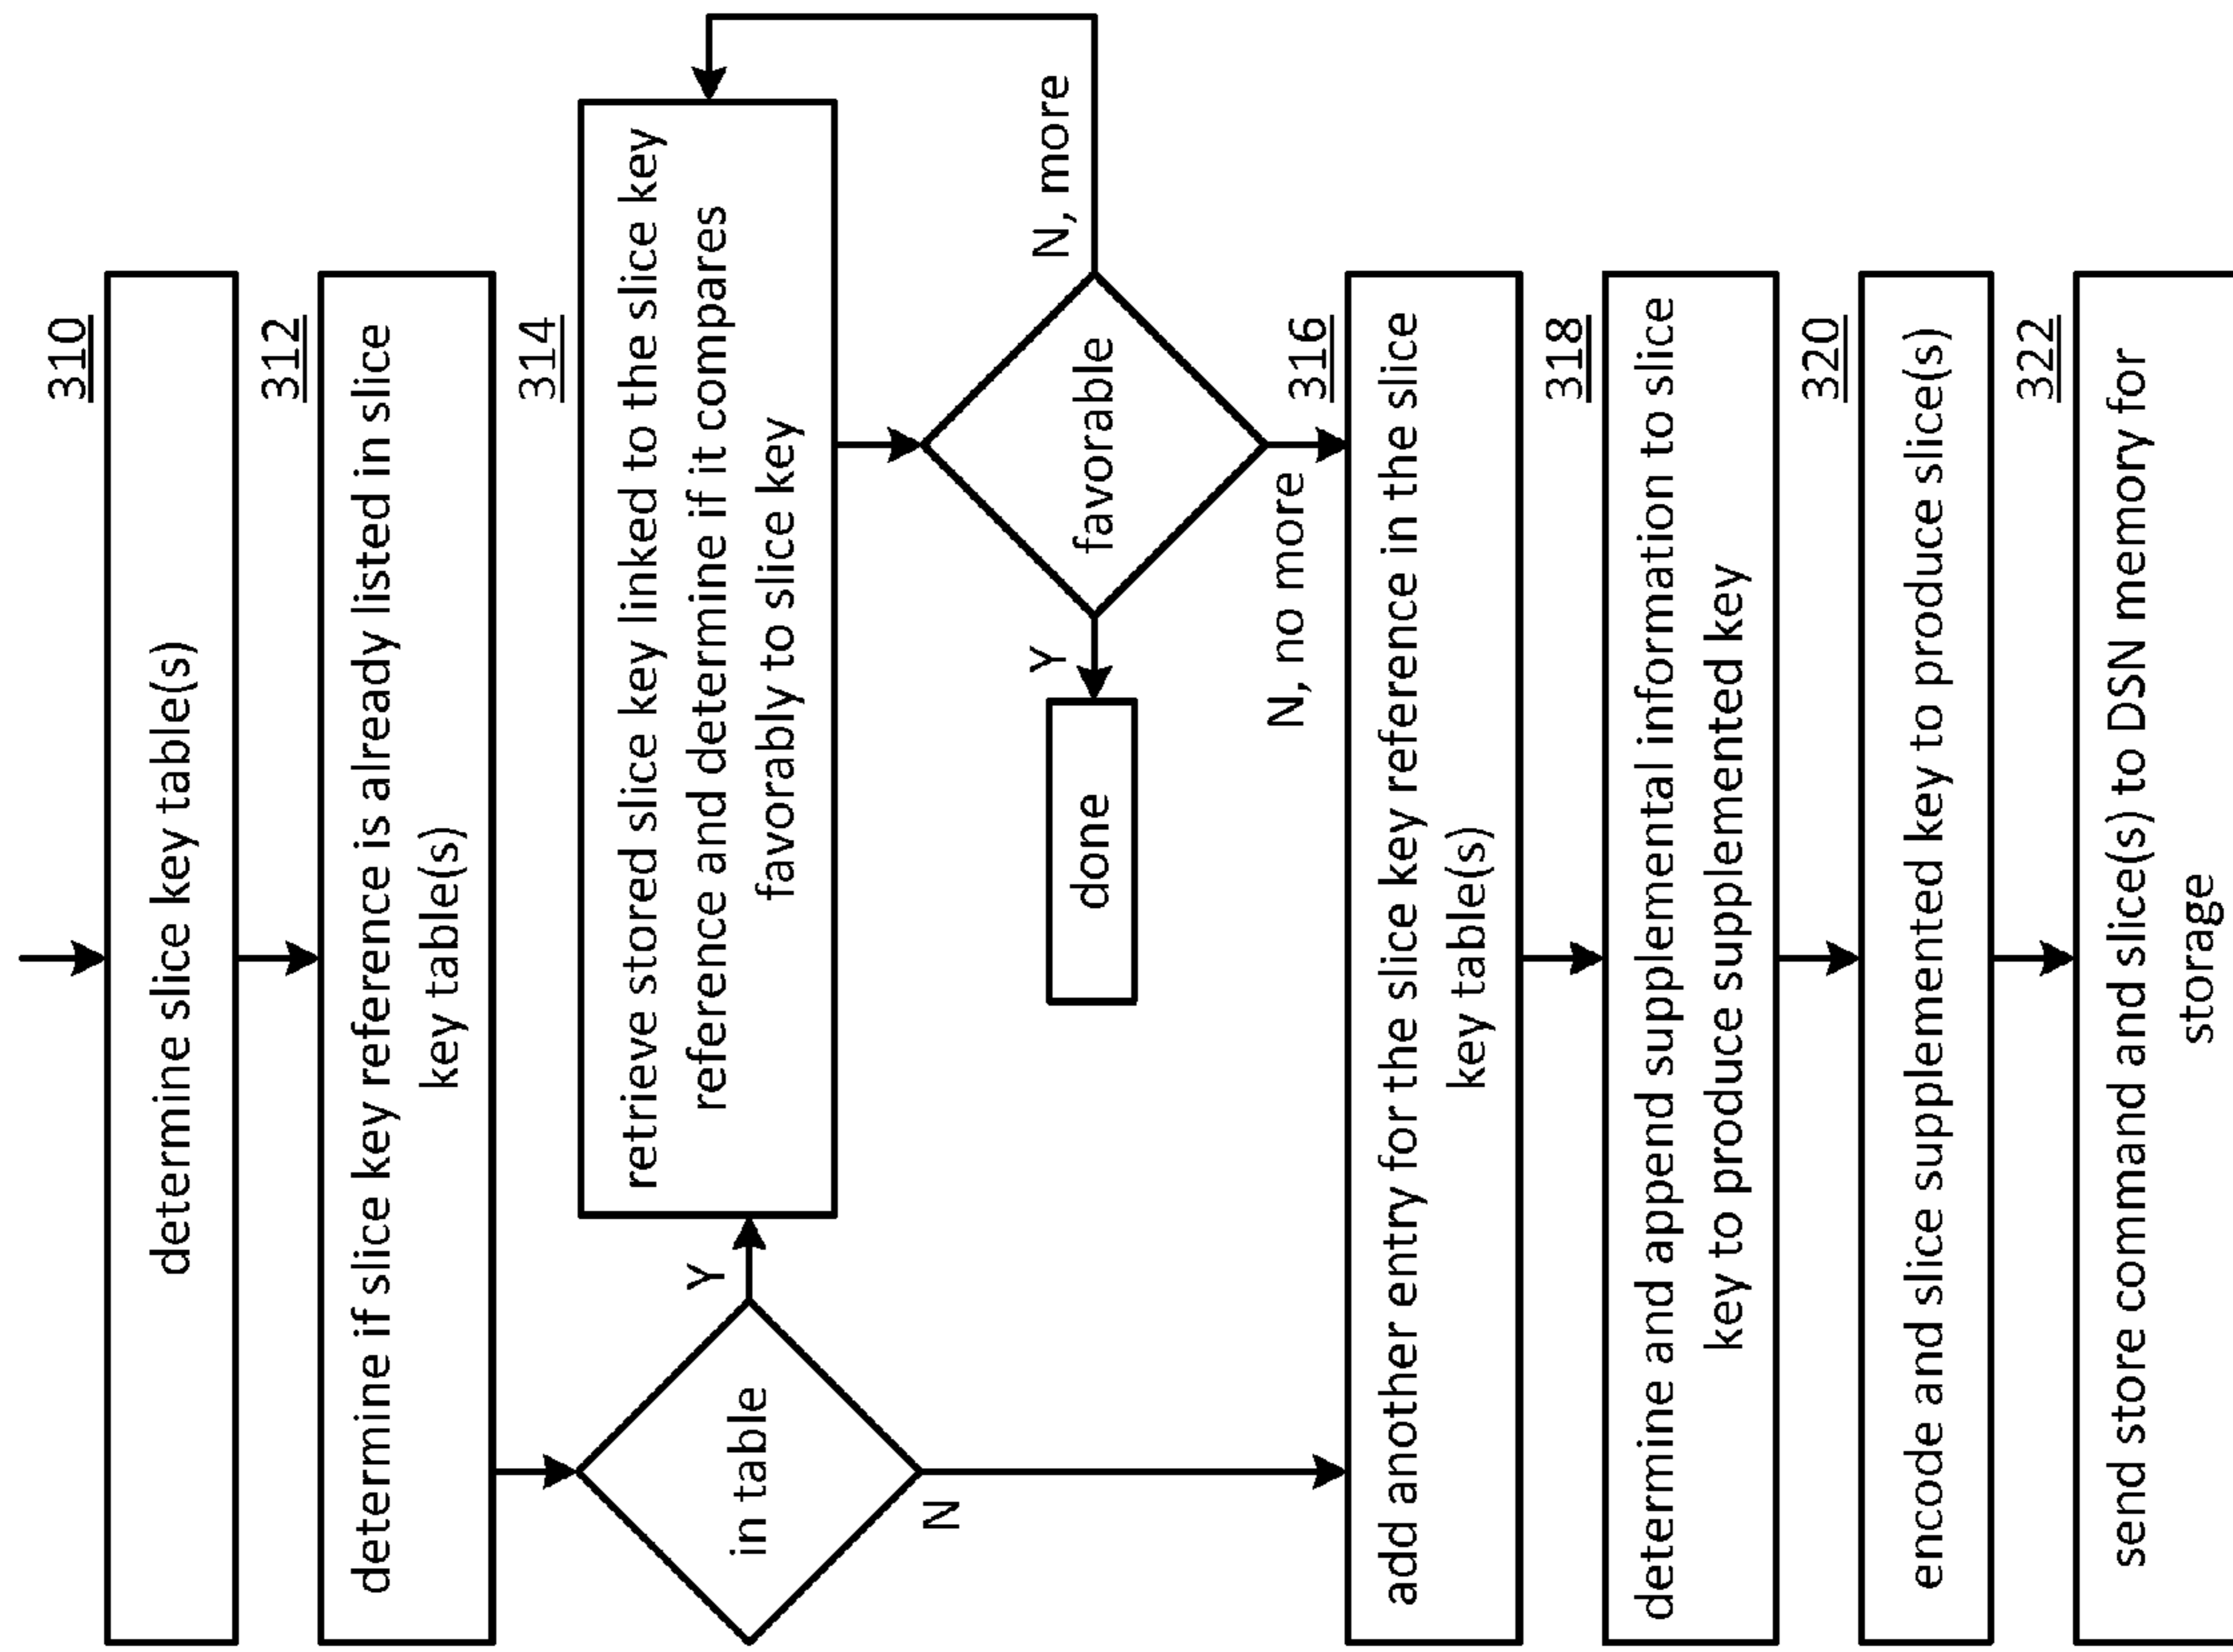 310
determine slice key table(s)
312
determine if slice key reference is already listed in slice
key table(s)
in table
Y
N
314
retrieve stored slice key linked to the slice key
reference and determine if it compares
favorably to slice key
favorable
N, more
Y
done
N, no more
316
add another entry for the slice key reference in the slice
key table(s)
318
determine and append supplemental information to slice
key to produce supplemented key
320
encode and slice supplemented key to produce slice(s)
322
send store command and slice(s) to DSN memory for
storage